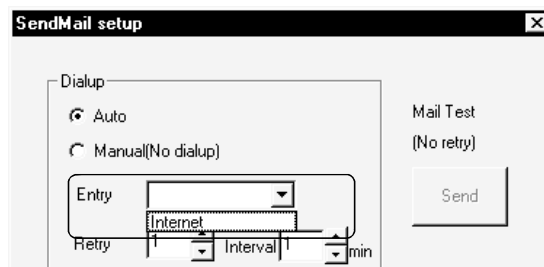 SendMail setup
Dialup
Auto
Manual(No dialup)
Mail Test
(No retry)
Entry
Send
Internet
Retry 1 Interval 1 min